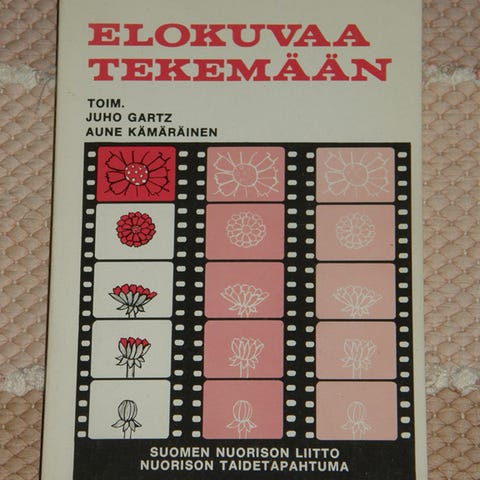 ELOKUVAA
TEKEMÄÄN
TOIM.
JUHO GARTZ
AUNE KÄMÄRÄINEN
SUOMEN NUORISON LIITTO
NUORISON TAIDETAPAHTUMA